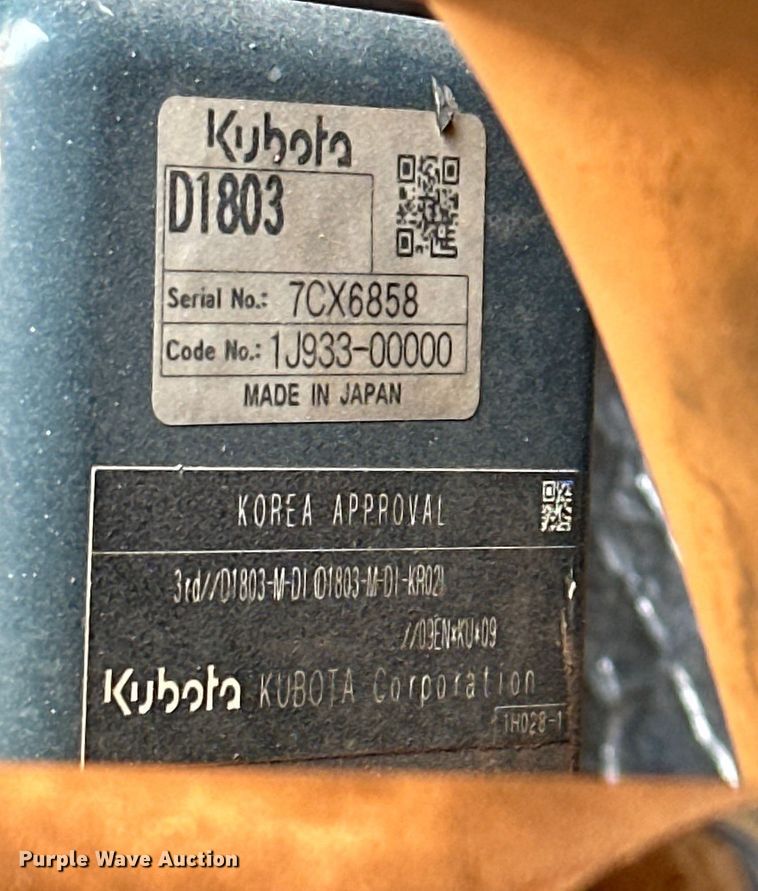 Kubota
D1803
Serial No.: 7CX6858
Code No.: 1J933-00000
MADE IN JAPAN
KOREA APPROVAL
3rd//D1803-M-DI(D1803-M-DI-KR02)
//09EN*KU*09
Kubota KUBOTA Corporation
1H028-1
Purple Wave Auction